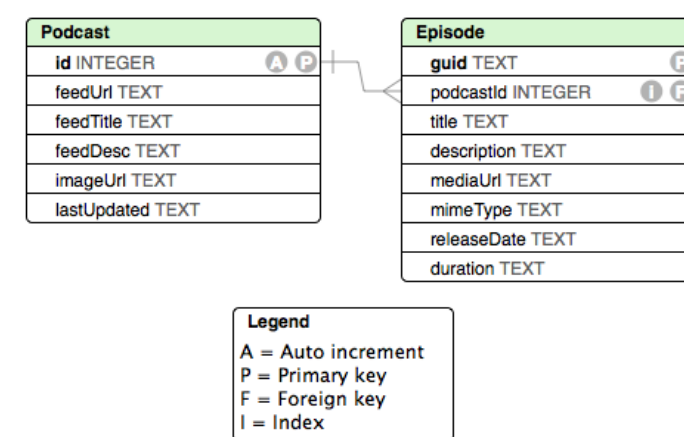 Podcast
id INTEGER A P
feedUrl TEXT
feedTitle TEXT
feedDesc TEXT
imageUrl TEXT
lastUpdated TEXT
Episode
guid TEXT
podcastId INTEGER I
title TEXT
description TEXT
mediaUrl TEXT
mimeType TEXT
releaseDate TEXT
duration TEXT
Legend
A = Auto increment
P = Primary key
F = Foreign key
I = Index